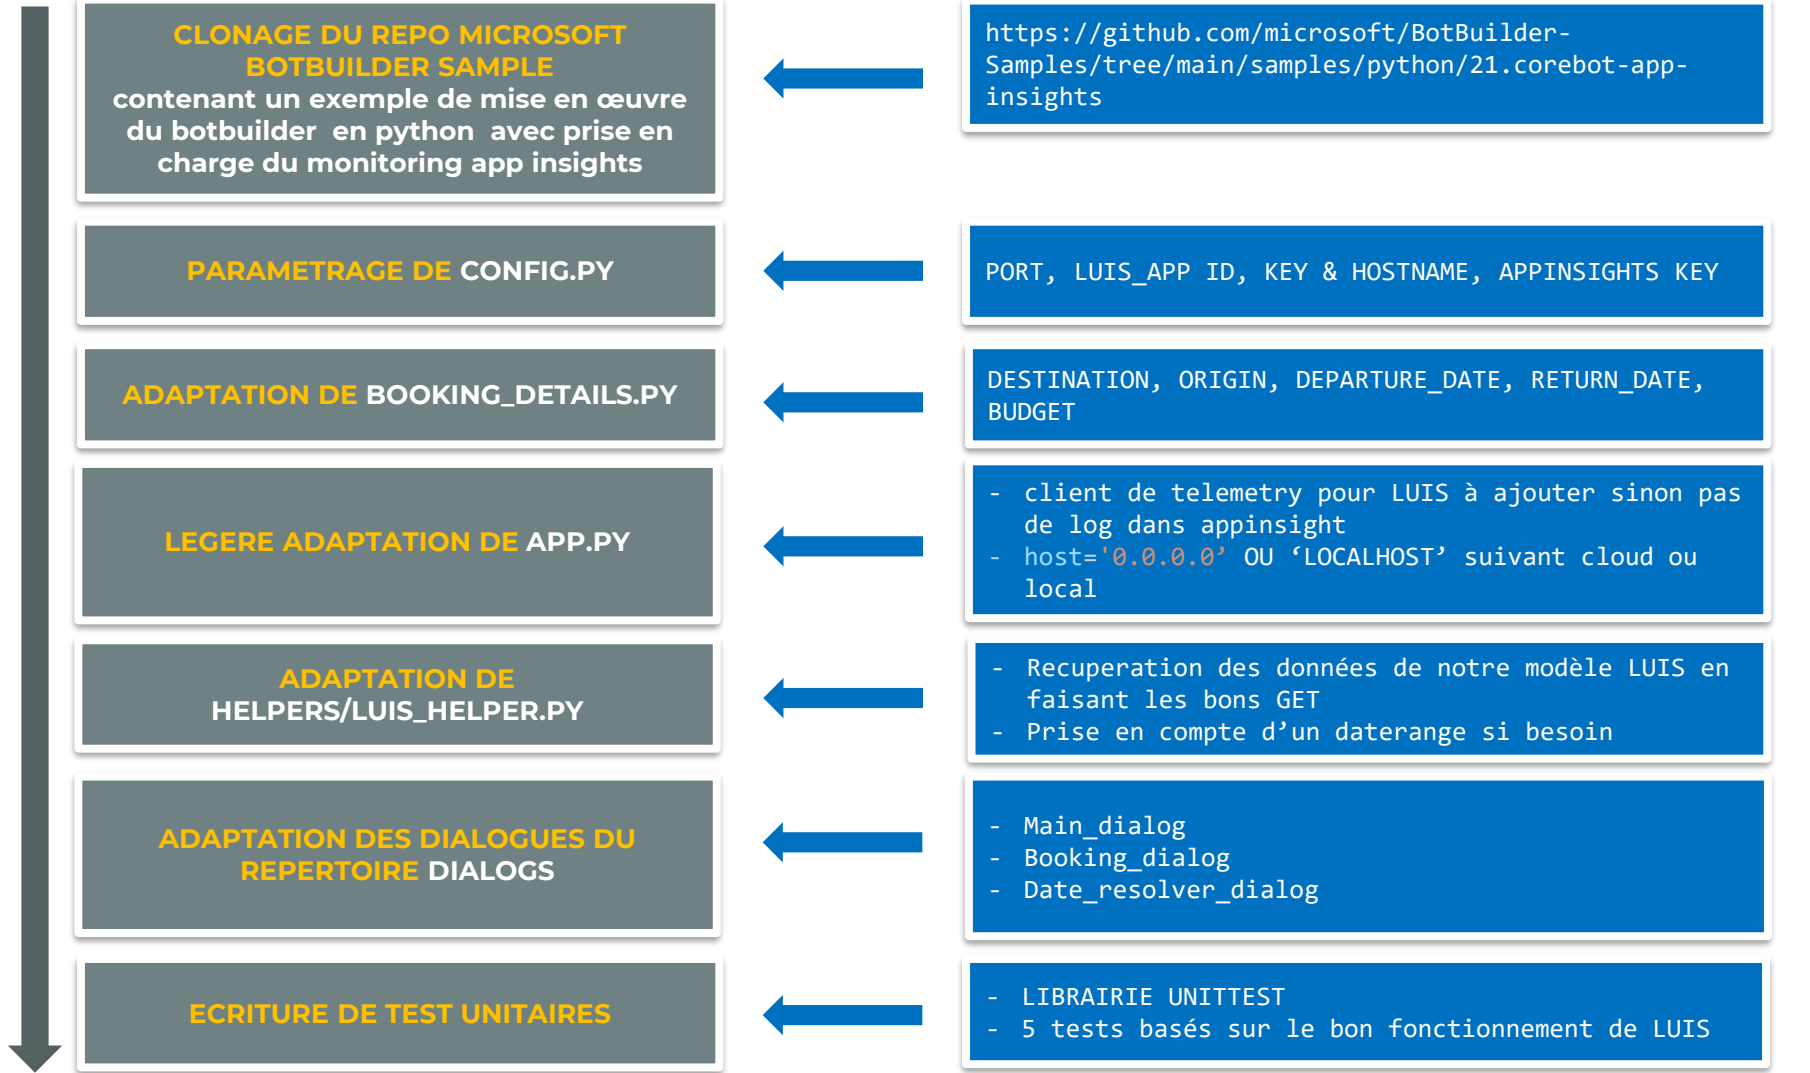 CLONAGE DU REPO MICROSOFT
BOTBUILDER SAMPLE
contenant un exemple de mise en œuvre
du botbuilder en python avec prise en
charge du monitoring app insights
https://github.com/microsoft/BotBuilder-
Samples/tree/main/samples/python/21.corebot-app-
insights
PARAMETRAGE DE CONFIG.PY
PORT, LUIS_APP ID, KEY & HOSTNAME, APPINSIGHTS KEY
ADAPTATION DE BOOKING_DETAILS.PY
DESTINATION, ORIGIN, DEPARTURE_DATE, RETURN_DATE,
BUDGET
LEGERE ADAPTATION DE APP.PY
- client de telemetry pour LUIS à ajouter sinon pas
de log dans appinsight
- host='0.0.0.0’ OU ‘LOCALHOST’ suivant cloud ou
local
ADAPTATION DE
HELPERS/LUIS_HELPER.PY
- Recuperation des données de notre modèle LUIS en
faisant les bons GET
- Prise en compte d’un daterange si besoin
ADAPTATION DES DIALOGUES DU
REPERTOIRE DIALOGS
- Main_dialog
- Booking_dialog
- Date_resolver_dialog
ECRITURE DE TEST UNITAIRES
- LIBRAIRIE UNITTEST
- 5 tests basés sur le bon fonctionnement de LUIS